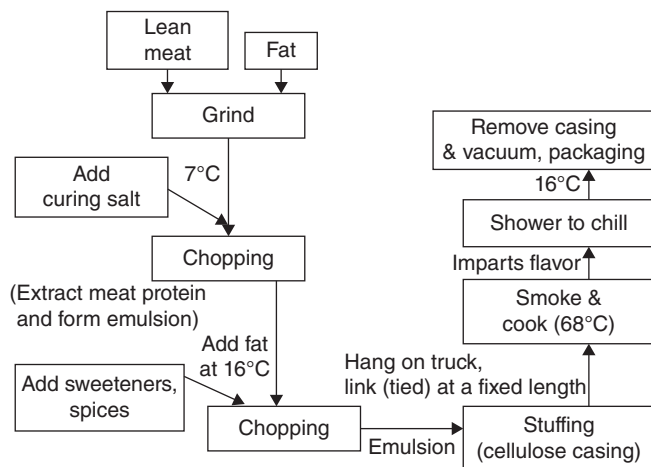 Lean
meat
Fat
Grind
Add
curing salt
7°C
Chopping
(Extract meat protein
and form emulsion)
Add fat
at 16°C
Add sweeteners,
spices
Chopping
Emulsion
Hang on truck,
link (tied) at a fixed length
Stuffing
(cellulose casing)
Smoke &
cook (68°C)
Imparts flavor
Shower to chill
16°C
Remove casing
& vacuum, packaging